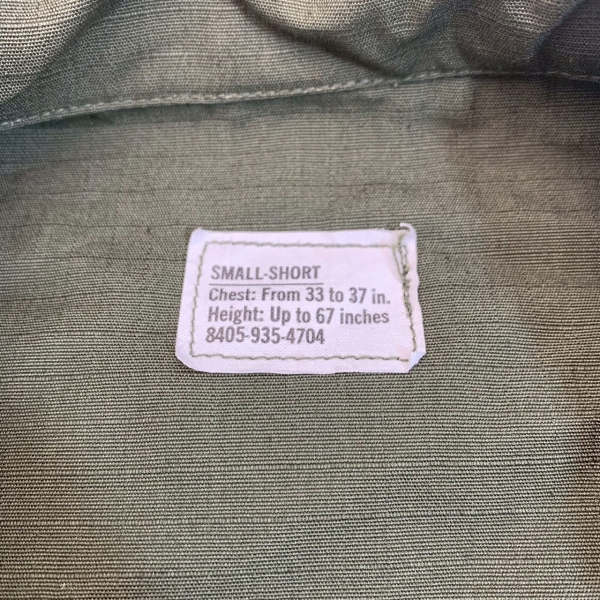 SMALL-SHORT
Chest: From 33 to 37 in.
Height: Up to 67 inches
8405-935-4704